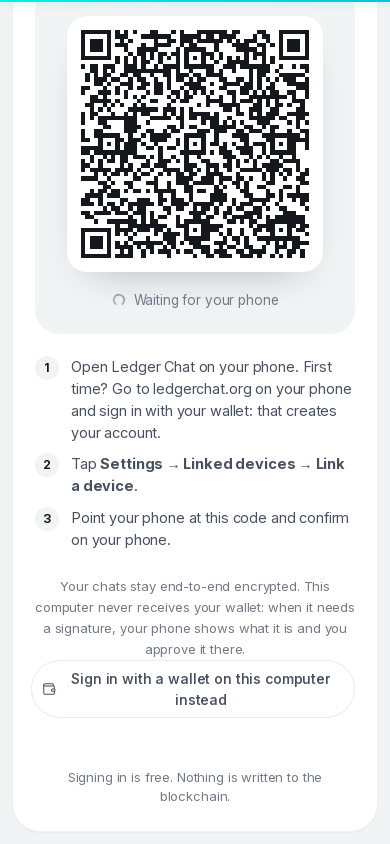 Waiting for your phone
1 Open Ledger Chat on your phone. First
time? Go to ledgerchat.org on your phone
and sign in with your wallet: that creates
your account.
2 Tap Settings → Linked devices → Link
a device.
3 Point your phone at this code and confirm
on your phone.
Your chats stay end-to-end encrypted. This
computer never receives your wallet: when it needs
a signature, your phone shows what it is and you
approve it there.
Sign in with a wallet on this computer
instead
Signing in is free. Nothing is written to the
blockchain.